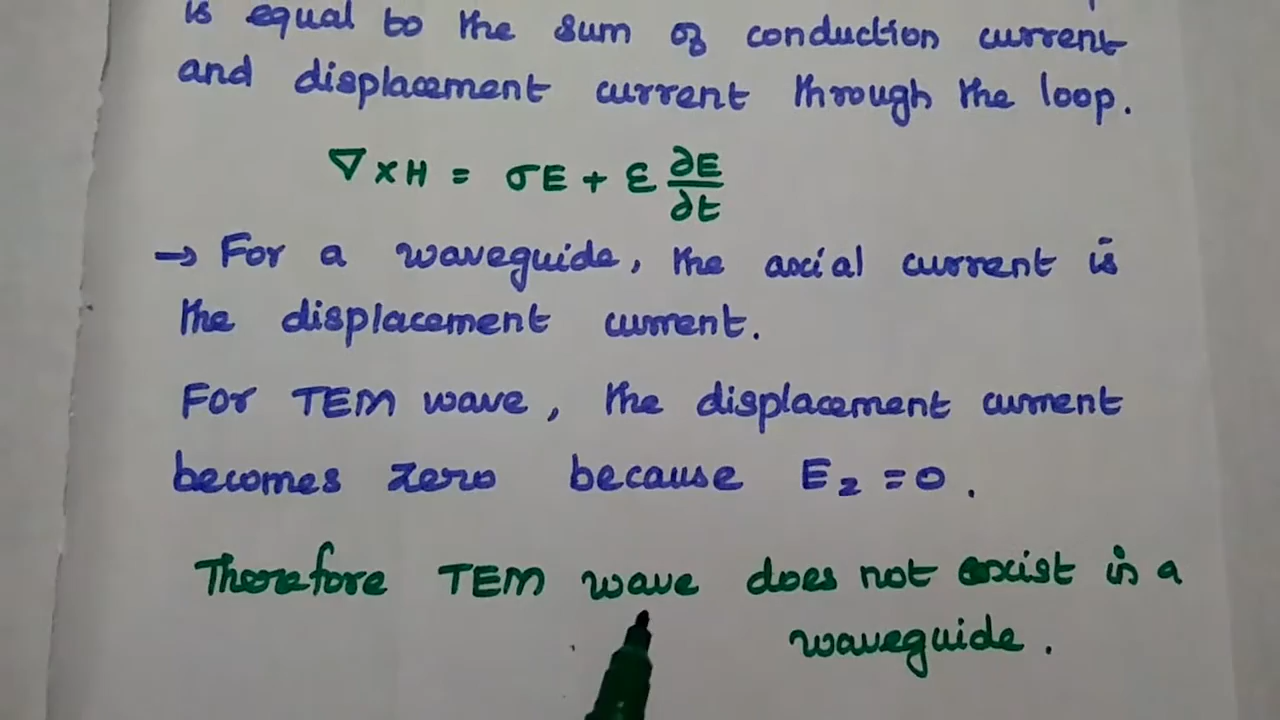 is equal to the sum of conduction current
and displacement current through the loop.
∇ x H = σE + ε ∂E/∂t
→ For a waveguide, the axial current is
the displacement current.
For TEM wave, the displacement current
becomes zero because Ez = 0.
Therefore TEM wave does not exist in a
waveguide.